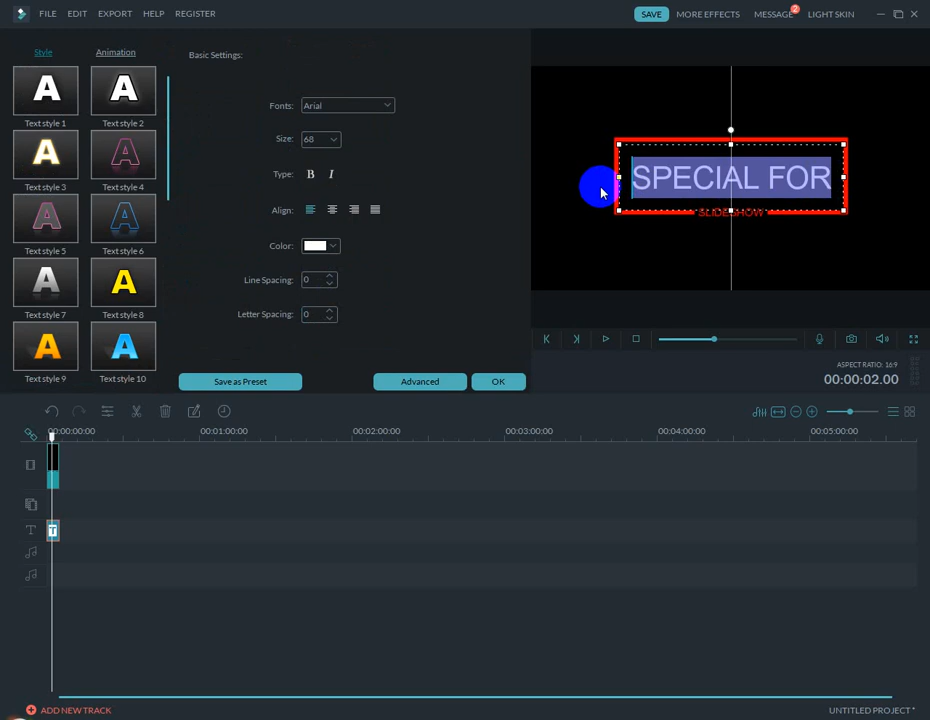 FILE EDIT EXPORT HELP REGISTER SAVE MORE EFFECTS MESSAGE 2 LIGHT SKIN
Style Animation
Basic Settings:
A A
Text style 1 Text style 2
A A
Text style 3 Text style 4
A A
Text style 5 Text style 6
A A
Text style 7 Text style 8
A A
Text style 9 Text style 10
Fonts: Arial
Size: 68
Type: B I
Align:
Color:
Line Spacing: 0
Letter Spacing: 0
Save as Preset Advanced OK
SPECIAL FOR
SLIDESHOW
ASPECT RATIO: 16:9
00:00:02.00
00:00:00:00 00:01:00:00 00:02:00:00 00:03:00:00 00:04:00:00 00:05:00:00
T
T
ADD NEW TRACK UNTITLED PROJECT *